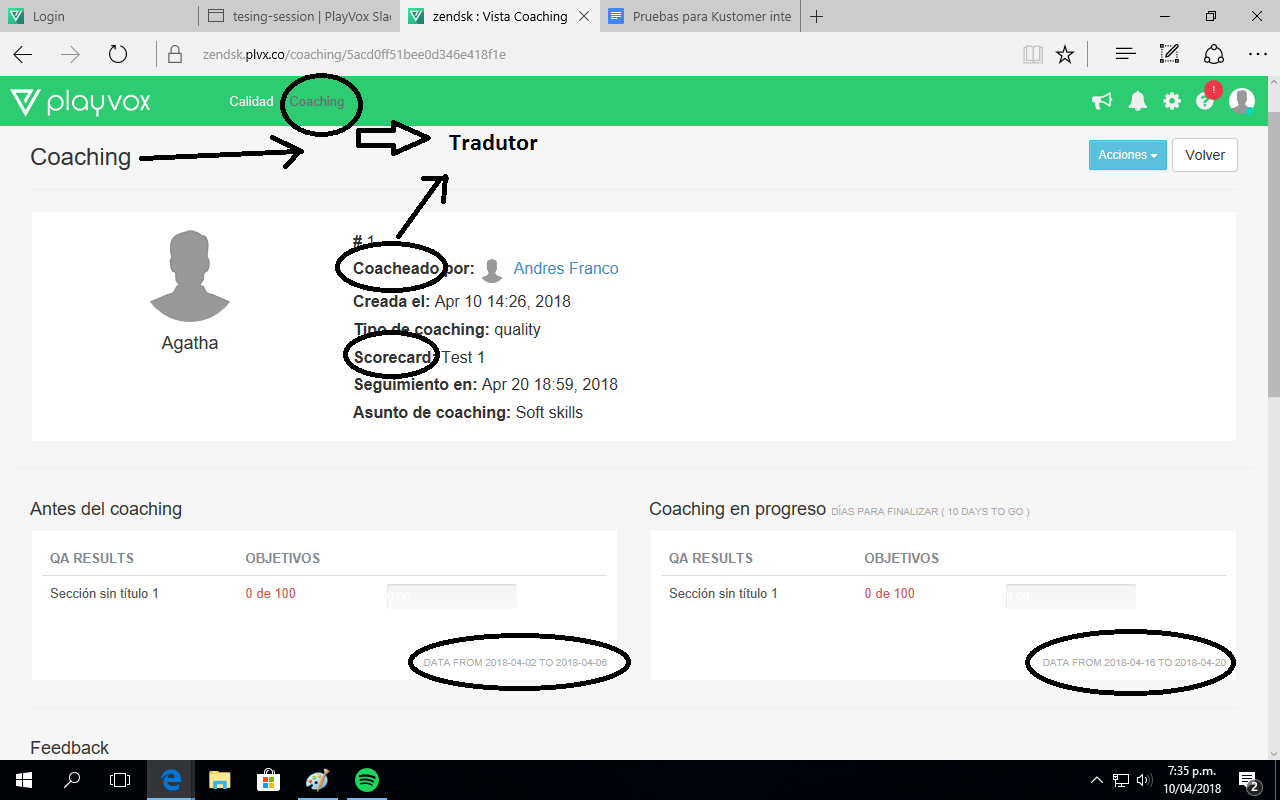 Login
tesing-session | PlayVox Sla
zendsk : Vista Coaching
Pruebas para Kustomer inte
zendsk.plvx.co/coaching/5acd0ff51bee0d346e418f1e
playvox
Calidad
Coaching
!
Coaching
Tradutor
Acciones
Volver
# 1
Coacheado por: Andres Franco
Creada el: Apr 10 14:26, 2018
Tipo de coaching: quality
Scorecard: Test 1
Seguimiento en: Apr 20 18:59, 2018
Asunto de coaching: Soft skills
Agatha
Antes del coaching
QA RESULTS OBJETIVOS
Sección sin título 1 0 de 100 0.00
DATA FROM 2018-04-02 TO 2018-04-06
Coaching en progreso DÍAS PARA FINALIZAR ( 10 DAYS TO GO )
QA RESULTS OBJETIVOS
Sección sin título 1 0 de 100 0.00
DATA FROM 2018-04-16 TO 2018-04-20
Feedback
7:35 p.m.
10/04/2018
2